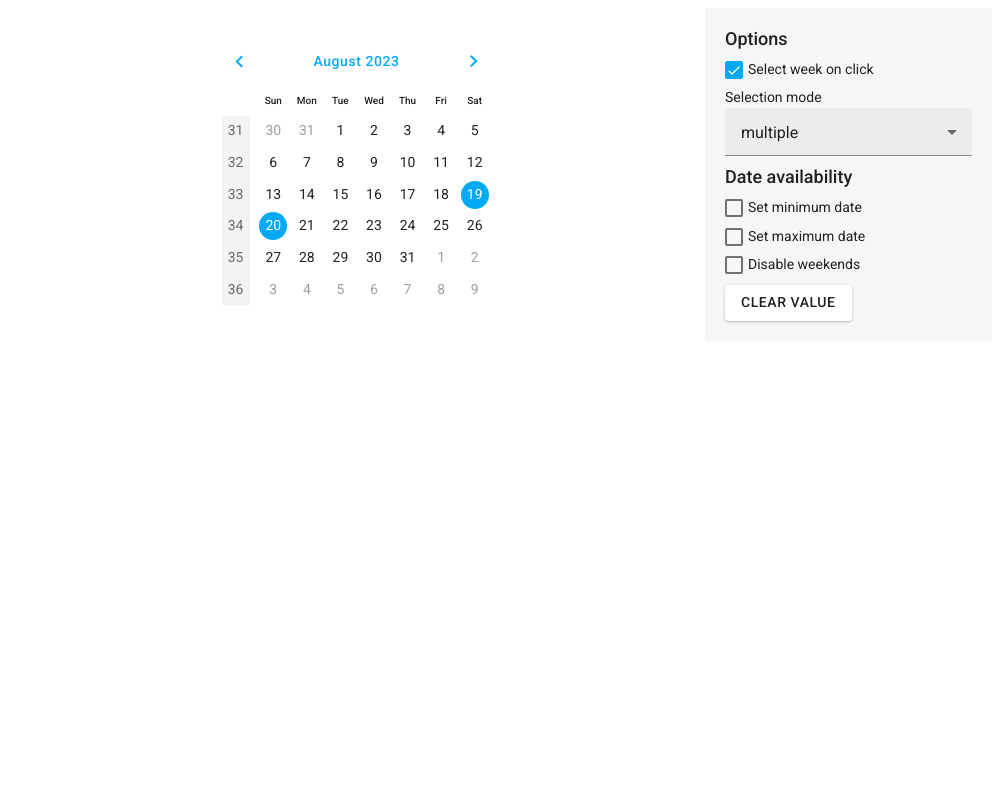 August 2023
Sun Mon Tue Wed Thu Fri Sat
31 30 31 1 2 3 4 5
32 6 7 8 9 10 11 12
33 13 14 15 16 17 18 19
34 20 21 22 23 24 25 26
35 27 28 29 30 31 1 2
36 3 4 5 6 7 8 9
Options
Select week on click
Selection mode
multiple
Date availability
Set minimum date
Set maximum date
Disable weekends
CLEAR VALUE